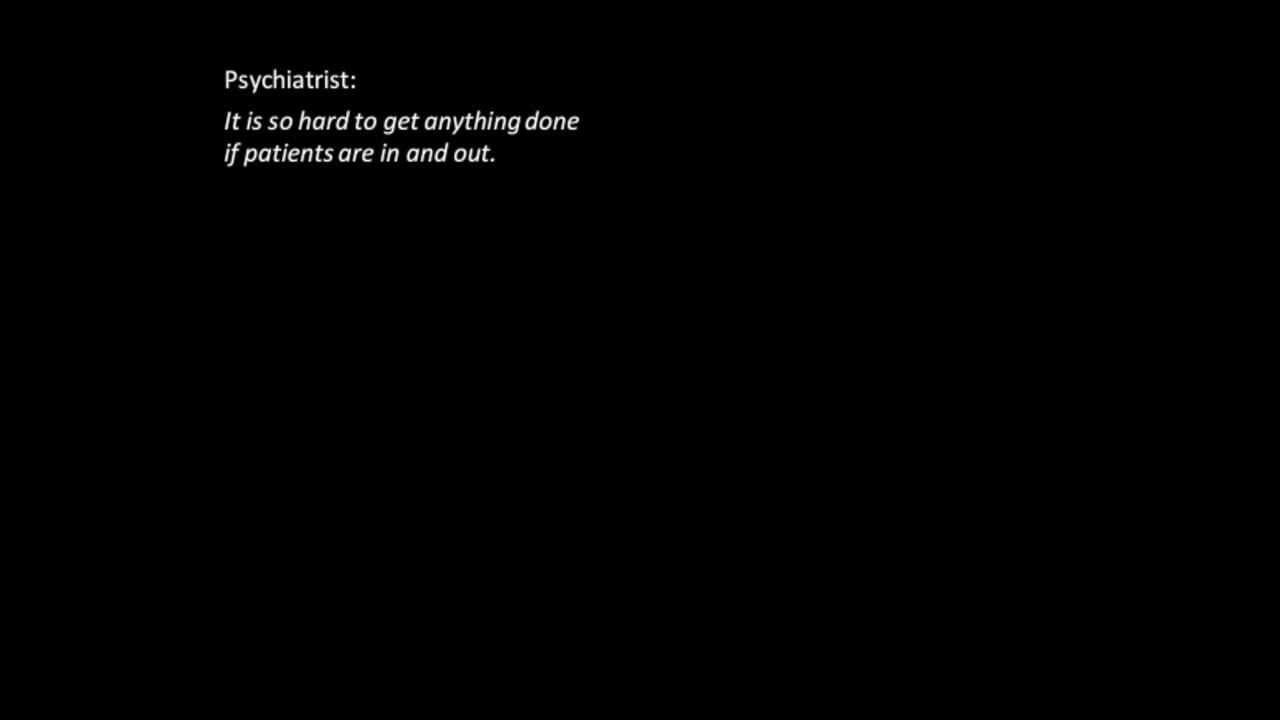 Psychiatrist:
It is so hard to get anything done
if patients are in and out.